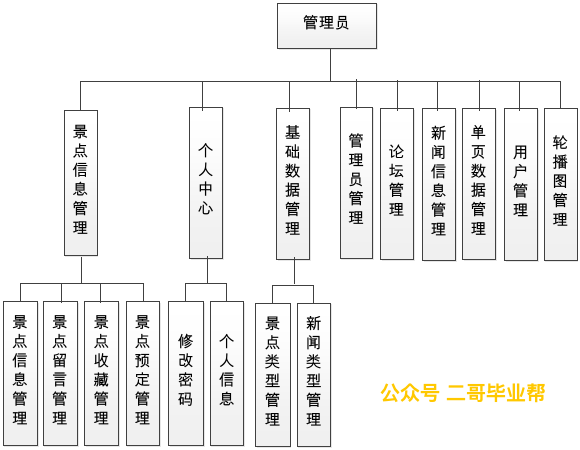 管理员
景点信息管理
个人中心
基础数据管理
管理员管理
论坛管理
新闻信息管理
单页数据管理
用户管理
轮播图管理
景点信息管理
景点留言管理
景点收藏管理
景点预定管理
修改密码
个人信息
景点类型管理
新闻类型管理
公众号 二哥毕业帮